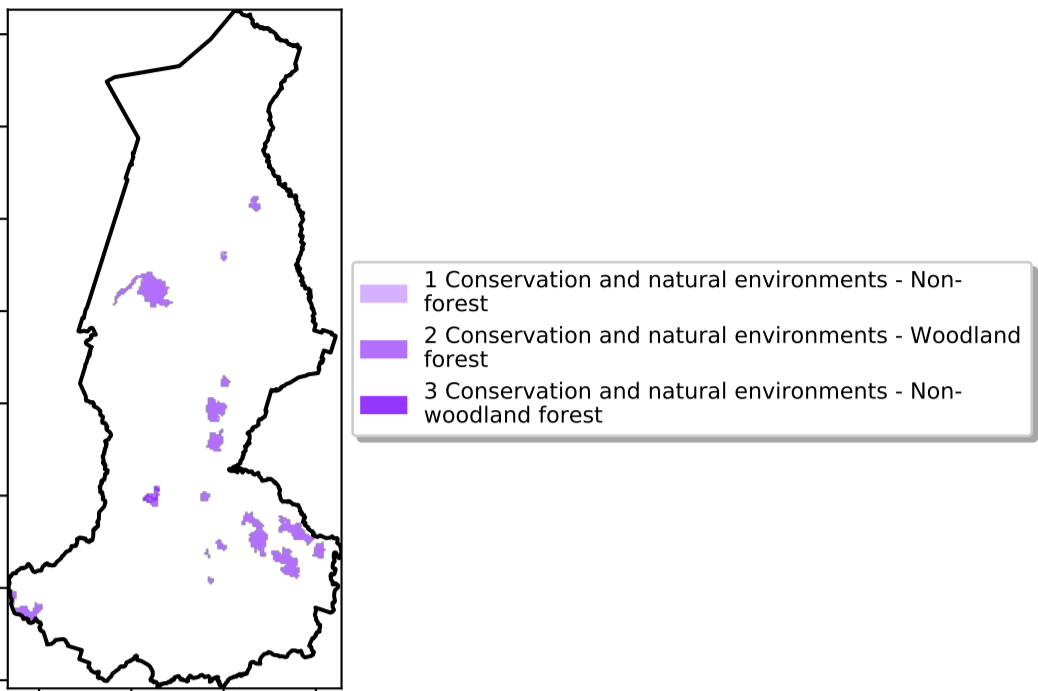 1 Conservation and natural environments - Non-
forest
2 Conservation and natural environments - Woodland
forest
3 Conservation and natural environments - Non-
woodland forest